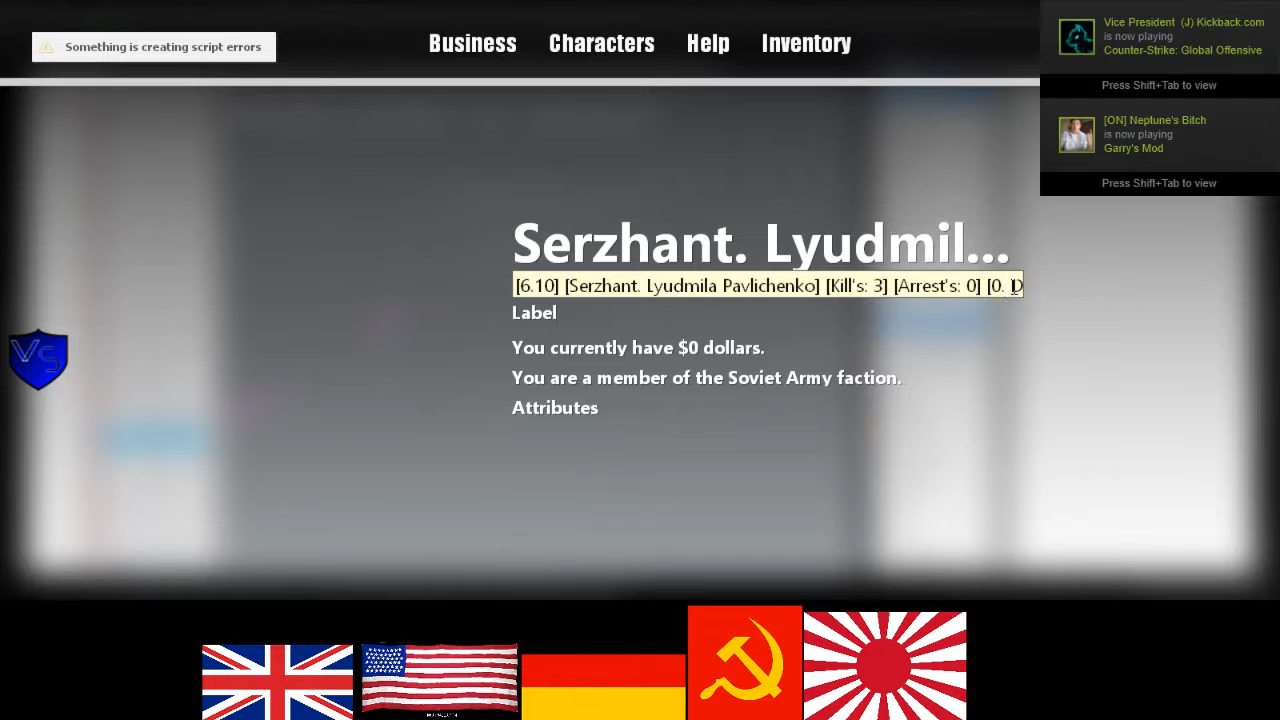 Something is creating script errors
Business Characters Help Inventory
Vice President (J) Kickback.com
is now playing
Counter-Strike: Global Offensive
Press Shift+Tab to view
[ON] Neptune's Bitch
is now playing
Garry's Mod
Press Shift+Tab to view
Serzhant. Lyudmil...
[6.10] [Serzhant. Lyudmila Pavlichenko] [Kill's: 3] [Arrest's: 0] [0.
Label
You currently have $0 dollars.
You are a member of the Soviet Army faction.
Attributes
VS